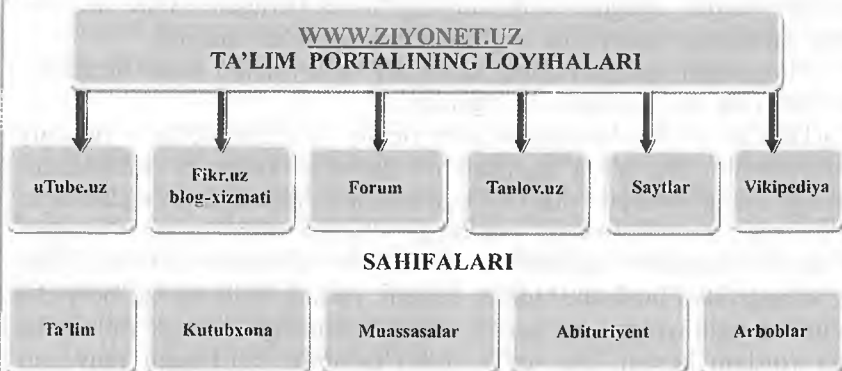 WWW.ZIYONET.UZ
TA’LIM PORTALINING LOYIHALARI
uTube.uz
Fikr.uz
blog-xizmati
Forum
Tanlov.uz
Saytlar
Vikipediya
SAHIFALARI
Ta’lim
Kutubxona
Muassasalar
Abituriyent
Arboblar